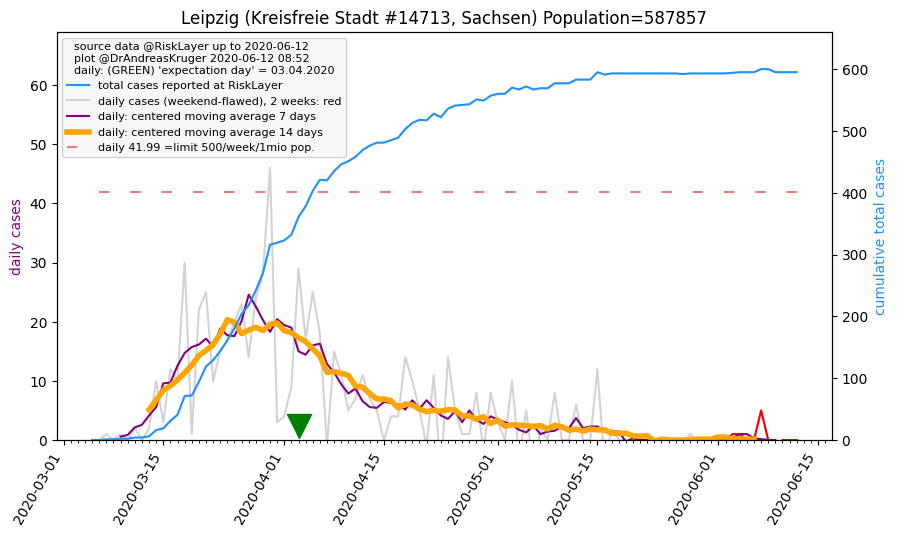 Leipzig (Kreisfreie Stadt #14713, Sachsen) Population=587857
source data @RiskLayer up to 2020-06-12
plot @DrAndreasKruger 2020-06-12 08:52
daily: (GREEN) 'expectation day' = 03.04.2020
total cases reported at RiskLayer
daily cases (weekend-flawed), 2 weeks: red
daily: centered moving average 7 days
daily: centered moving average 14 days
daily 41.99 =limit 500/week/1mio pop.
daily cases
60
50
40
30
20
10
0
600
500
400
300
200
100
0
cumulative total cases
2020-03-01
2020-03-15
2020-04-01
2020-04-15
2020-05-01
2020-05-15
2020-06-01
2020-06-15